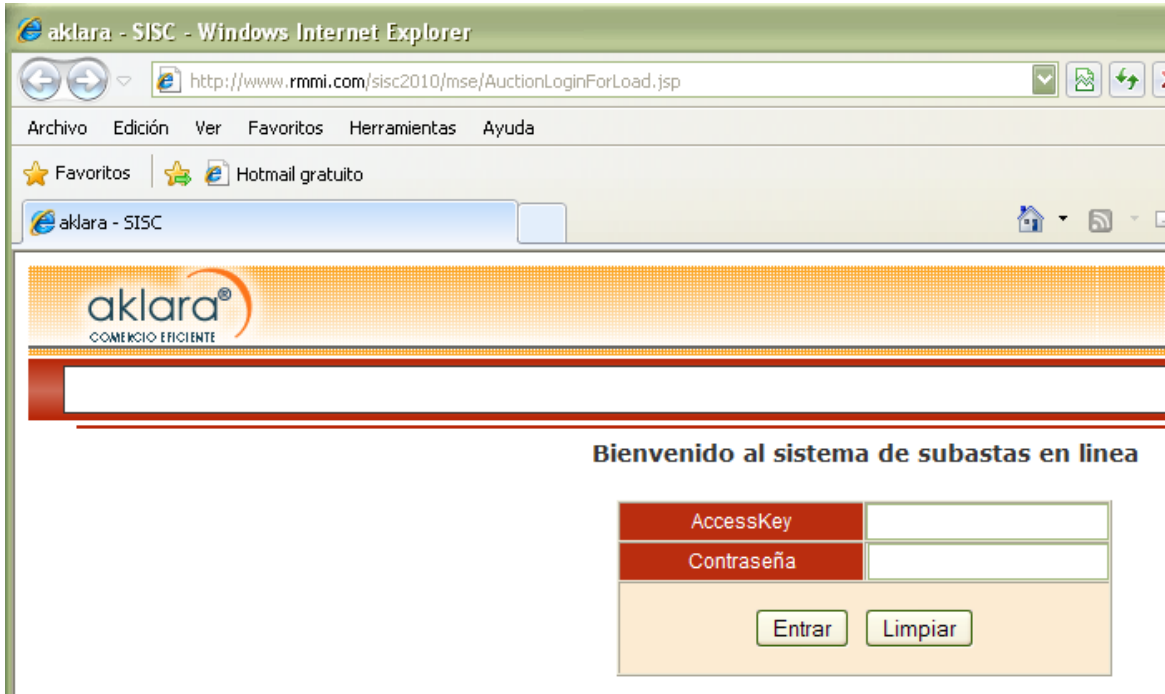 aklara - SISC - Windows Internet Explorer
http://www.rmmi.com/sisc2010/mse/AuctionLoginForLoad.jsp
Archivo Edición Ver Favoritos Herramientas Ayuda
Favoritos Hotmail gratuito
aklara - SISC
aklara®
COMERCIO EFICIENTE
Bienvenido al sistema de subastas en linea
AccessKey
Contraseña
Entrar Limpiar